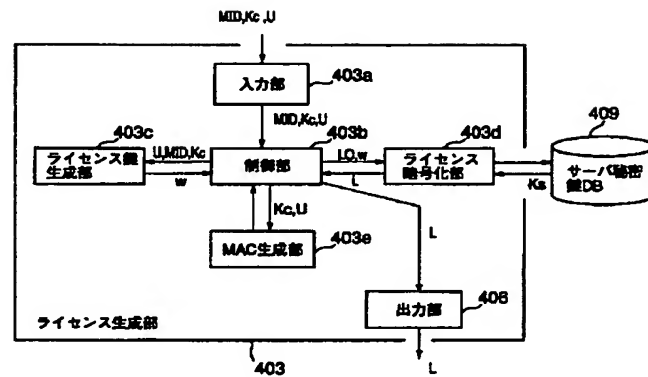 MID,Kc,U
入力部
403a
MID,Kc,U
403c
403b
403d
409
ライセンス鍵
生成部
U,MID,Kc
w
制御部
LO,w
L
ライセンス
暗号化部
Ks
サーバ秘密
鍵DB
Kc,U
MAC生成部
403e
L
出力部
406
ライセンス生成部
403
L